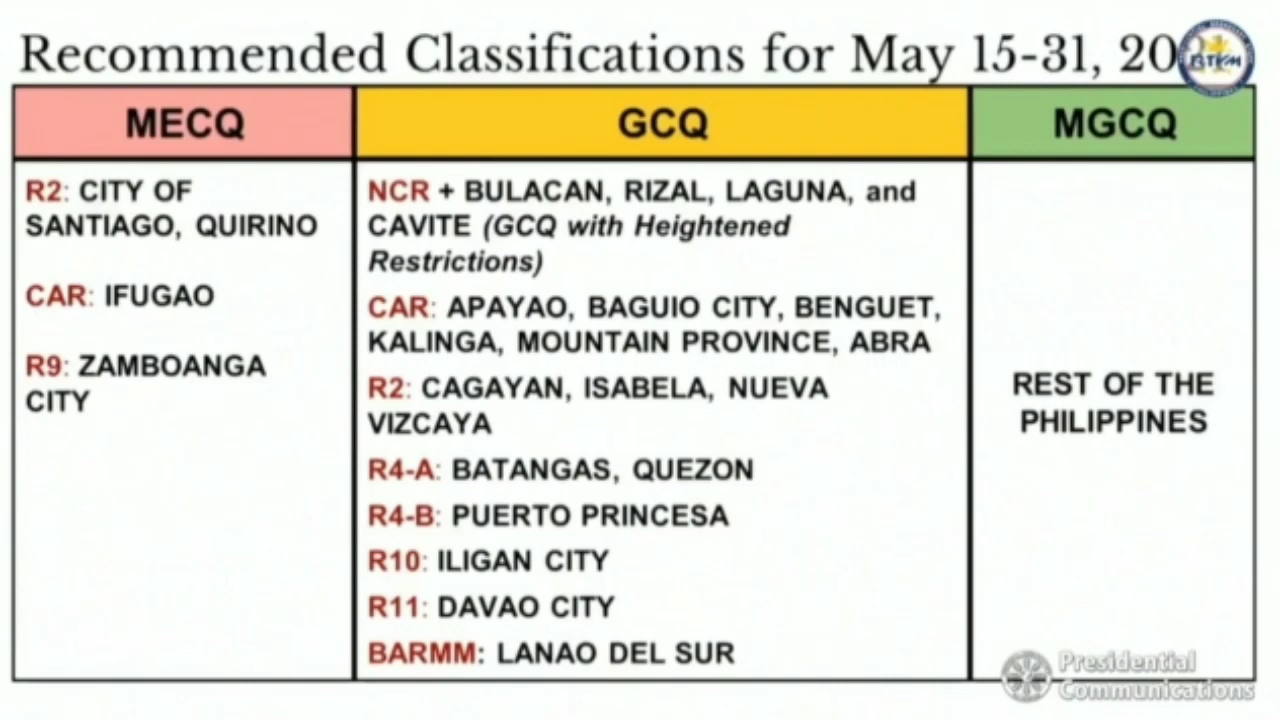 Recommended Classifications for May 15-31, 20
MECQ
R2: CITY OF
SANTIAGO, QUIRINO
CAR: IFUGAO
R9: ZAMBOANGA
CITY
GCQ
NCR + BULACAN, RIZAL, LAGUNA, and
CAVITE (GCQ with Heightened
Restrictions)
CAR: APAYAO, BAGUIO CITY, BENGUET,
KALINGA, MOUNTAIN PROVINCE, ABRA
R2: CAGAYAN, ISABELA, NUEVA
VIZCAYA
R4-A: BATANGAS, QUEZON
R4-B: PUERTO PRINCESA
R10: ILIGAN CITY
R11: DAVAO CITY
BARMM: LANAO DEL SUR
MGCQ
REST OF THE
PHILIPPINES
Presidential
Communications